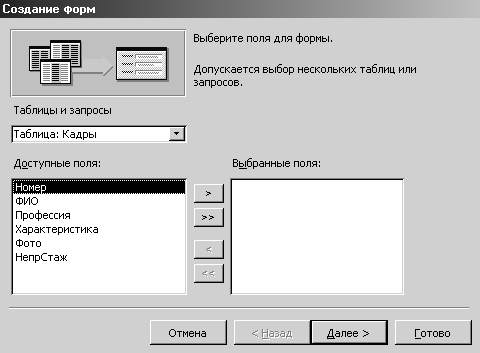 Создание форм
Выберите поля для формы.
Допускается выбор нескольких таблиц или
запросов.
Таблицы и запросы
Таблица: Кадры
Доступные поля:
Выбранные поля:
Номер
ФИО
Профессия
Характеристика
Фото
НепрСтаж
>
>>
<
<<
Отмена
< Назад
Далее >
Готово